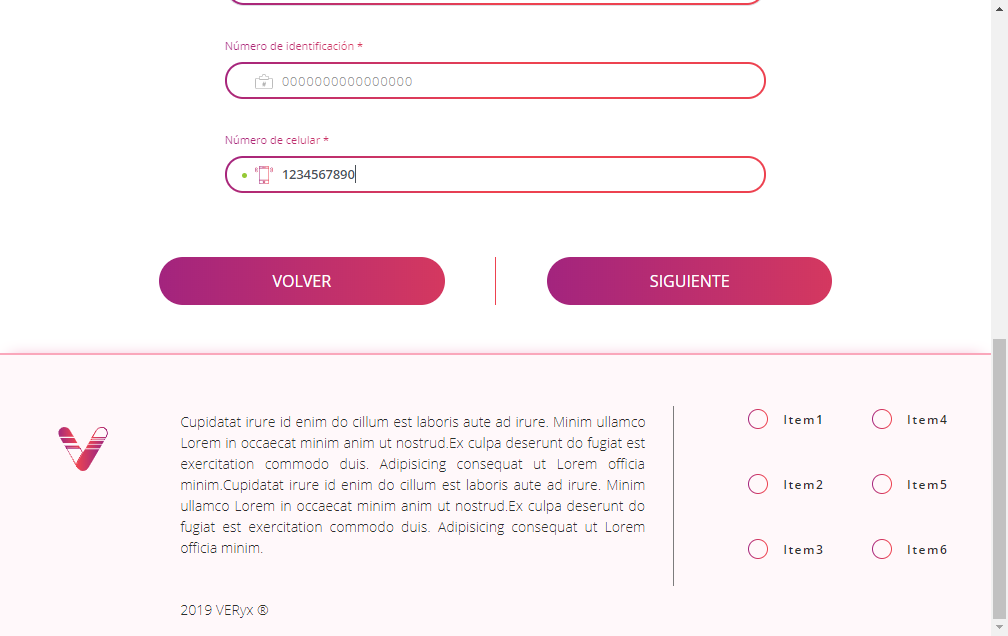 Número de identificación *
0000000000000000
Número de celular *
1234567890
VOLVER
SIGUIENTE
Cupidatat irure id enim do cillum est laboris aute ad irure. Minim ullamco
Lorem in occaecat minim anim ut nostrud.Ex culpa deserunt do fugiat est
exercitation commodo duis. Adipisicing consequat ut Lorem officia
minim.Cupidatat irure id enim do cillum est laboris aute ad irure. Minim
ullamco Lorem in occaecat minim anim ut nostrud.Ex culpa deserunt do
fugiat est exercitation commodo duis. Adipisicing consequat ut Lorem
officia minim.
2019 VERyx ®
Item1
Item4
Item2
Item5
Item3
Item6